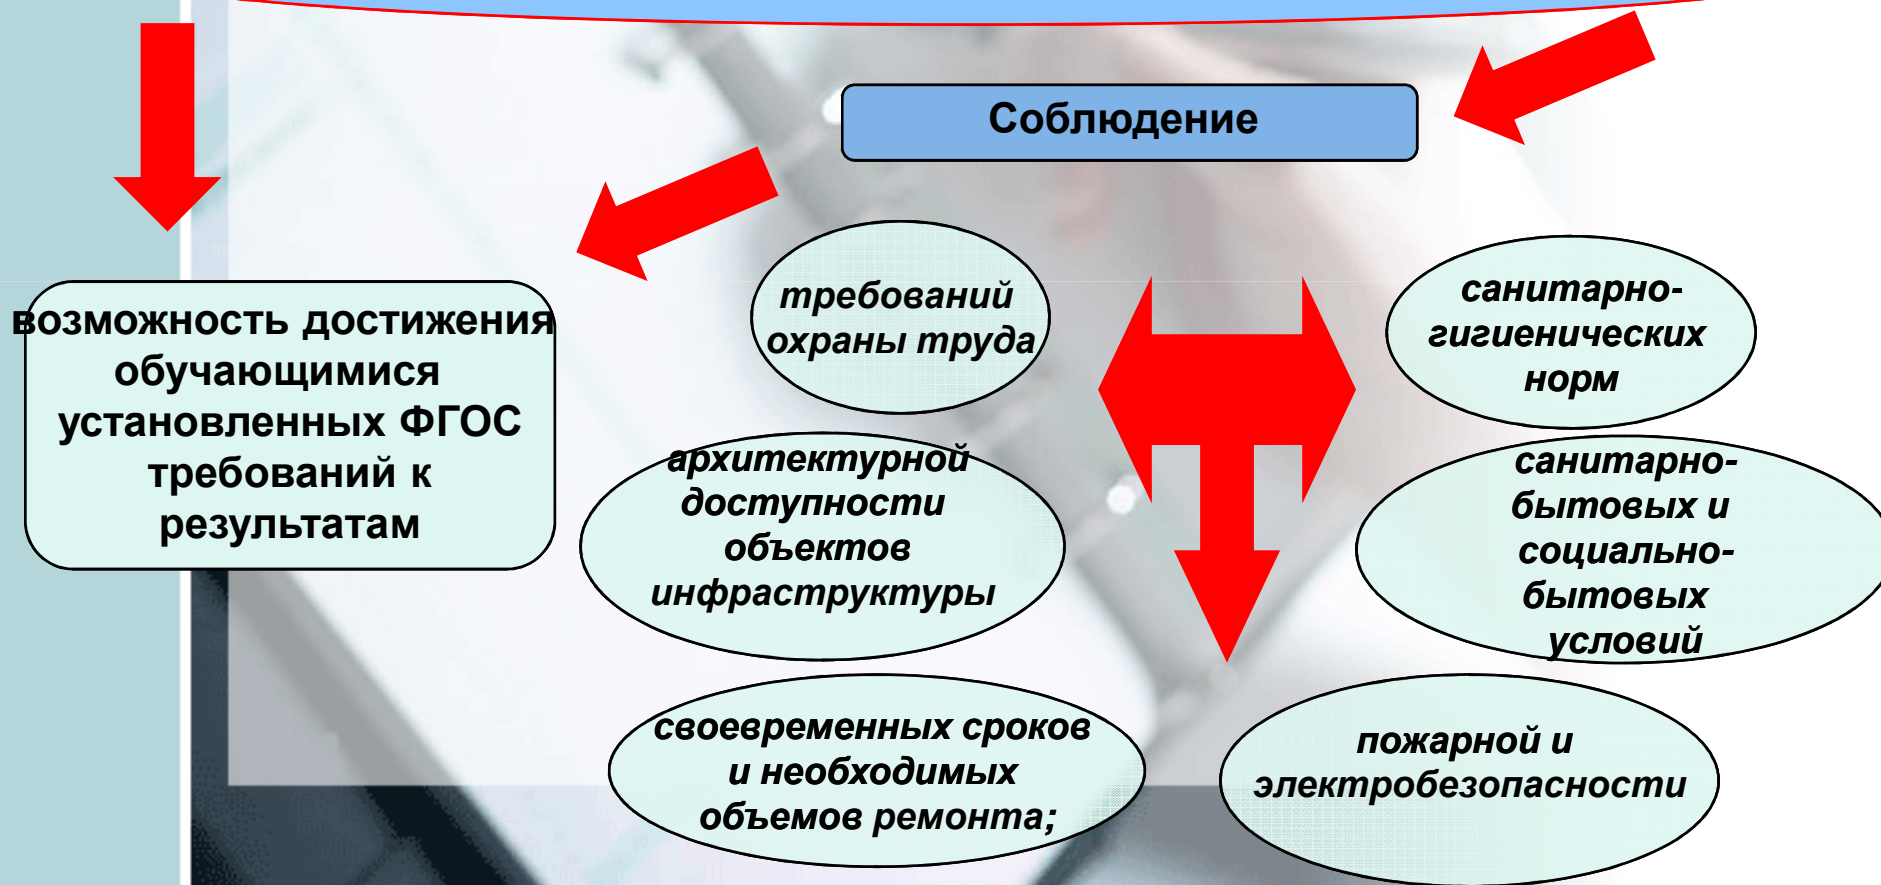 Соблюдение
возможность достижения
обучающимися
установленных ФГОС
требований к
результатам
требований
охраны труда
санитарно-
гигиенических
норм
архитектурной
доступности
объектов
инфраструктуры
санитарно-
бытовых и
социально-
бытовых
условий
своевременных сроков
и необходимых
объемов ремонта;
пожарной и
электробезопасности